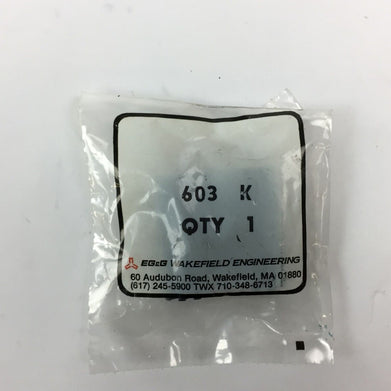 603 K
QTY 1
EG&G WAKEFIELD ENGINEERING
60 Audubon Road, Wakefield, MA 01880
(617) 245-5900 TWX 710-348-6713